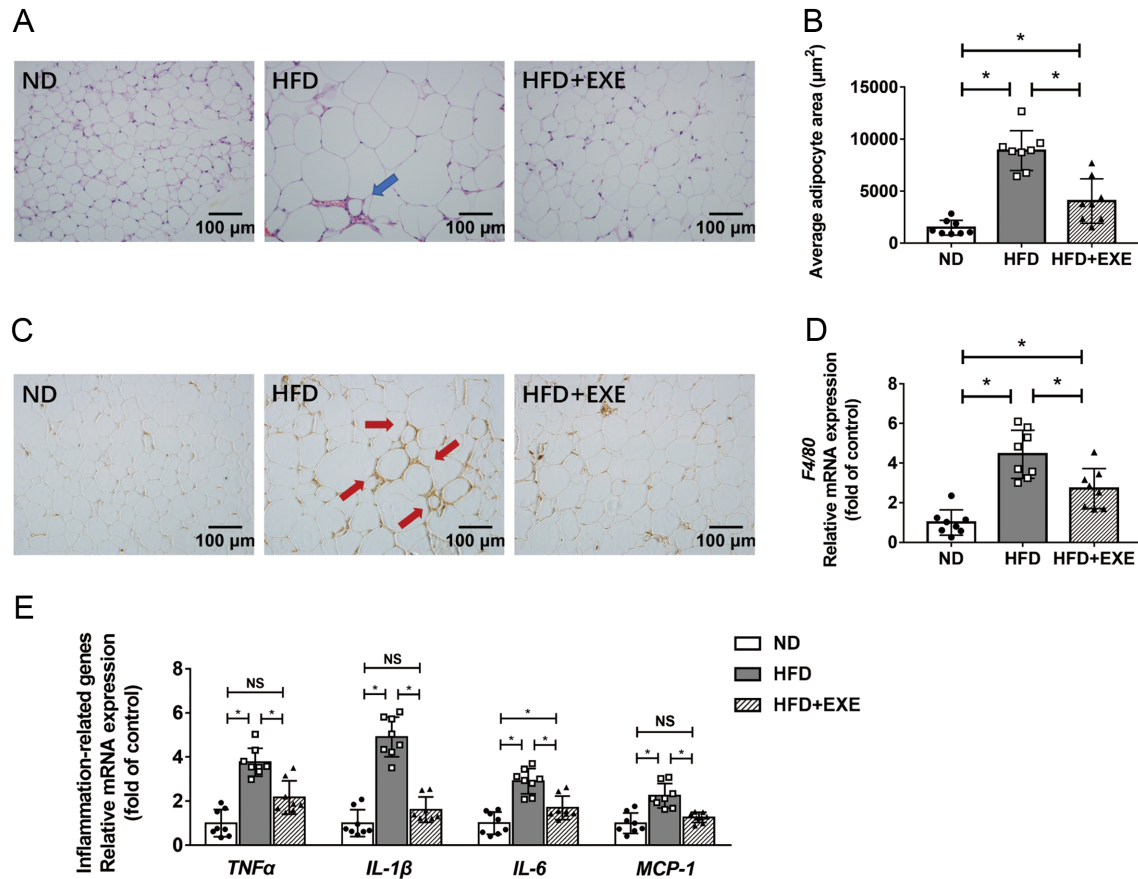 A
ND
HFD
HFD+EXE
100 µm
100 µm
100 µm
B
Average adipocyte area (µm²)
15000
10000
5000
0
*
*
*
ND
HFD
HFD+EXE
C
ND
HFD
HFD+EXE
100 µm
100 µm
100 µm
D
F4/80
Relative mRNA expression
(fold of control)
8
6
4
2
0
*
*
*
ND
HFD
HFD+EXE
E
Inflammation-related genes
Relative mRNA expression
(fold of control)
8
6
4
2
0
NS
*
*
NS
*
*
*
*
*
NS
*
*
TNFα
IL-1β
IL-6
MCP-1
ND
HFD
HFD+EXE